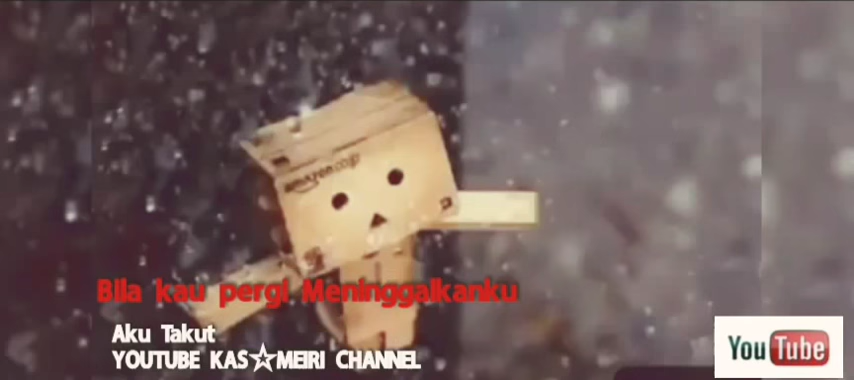 amazon.co.jp
Bila kau pergi Meninggalkanku
Aku Takut
YOUTUBE KAS☆MEIRI CHANNEL
YouTube